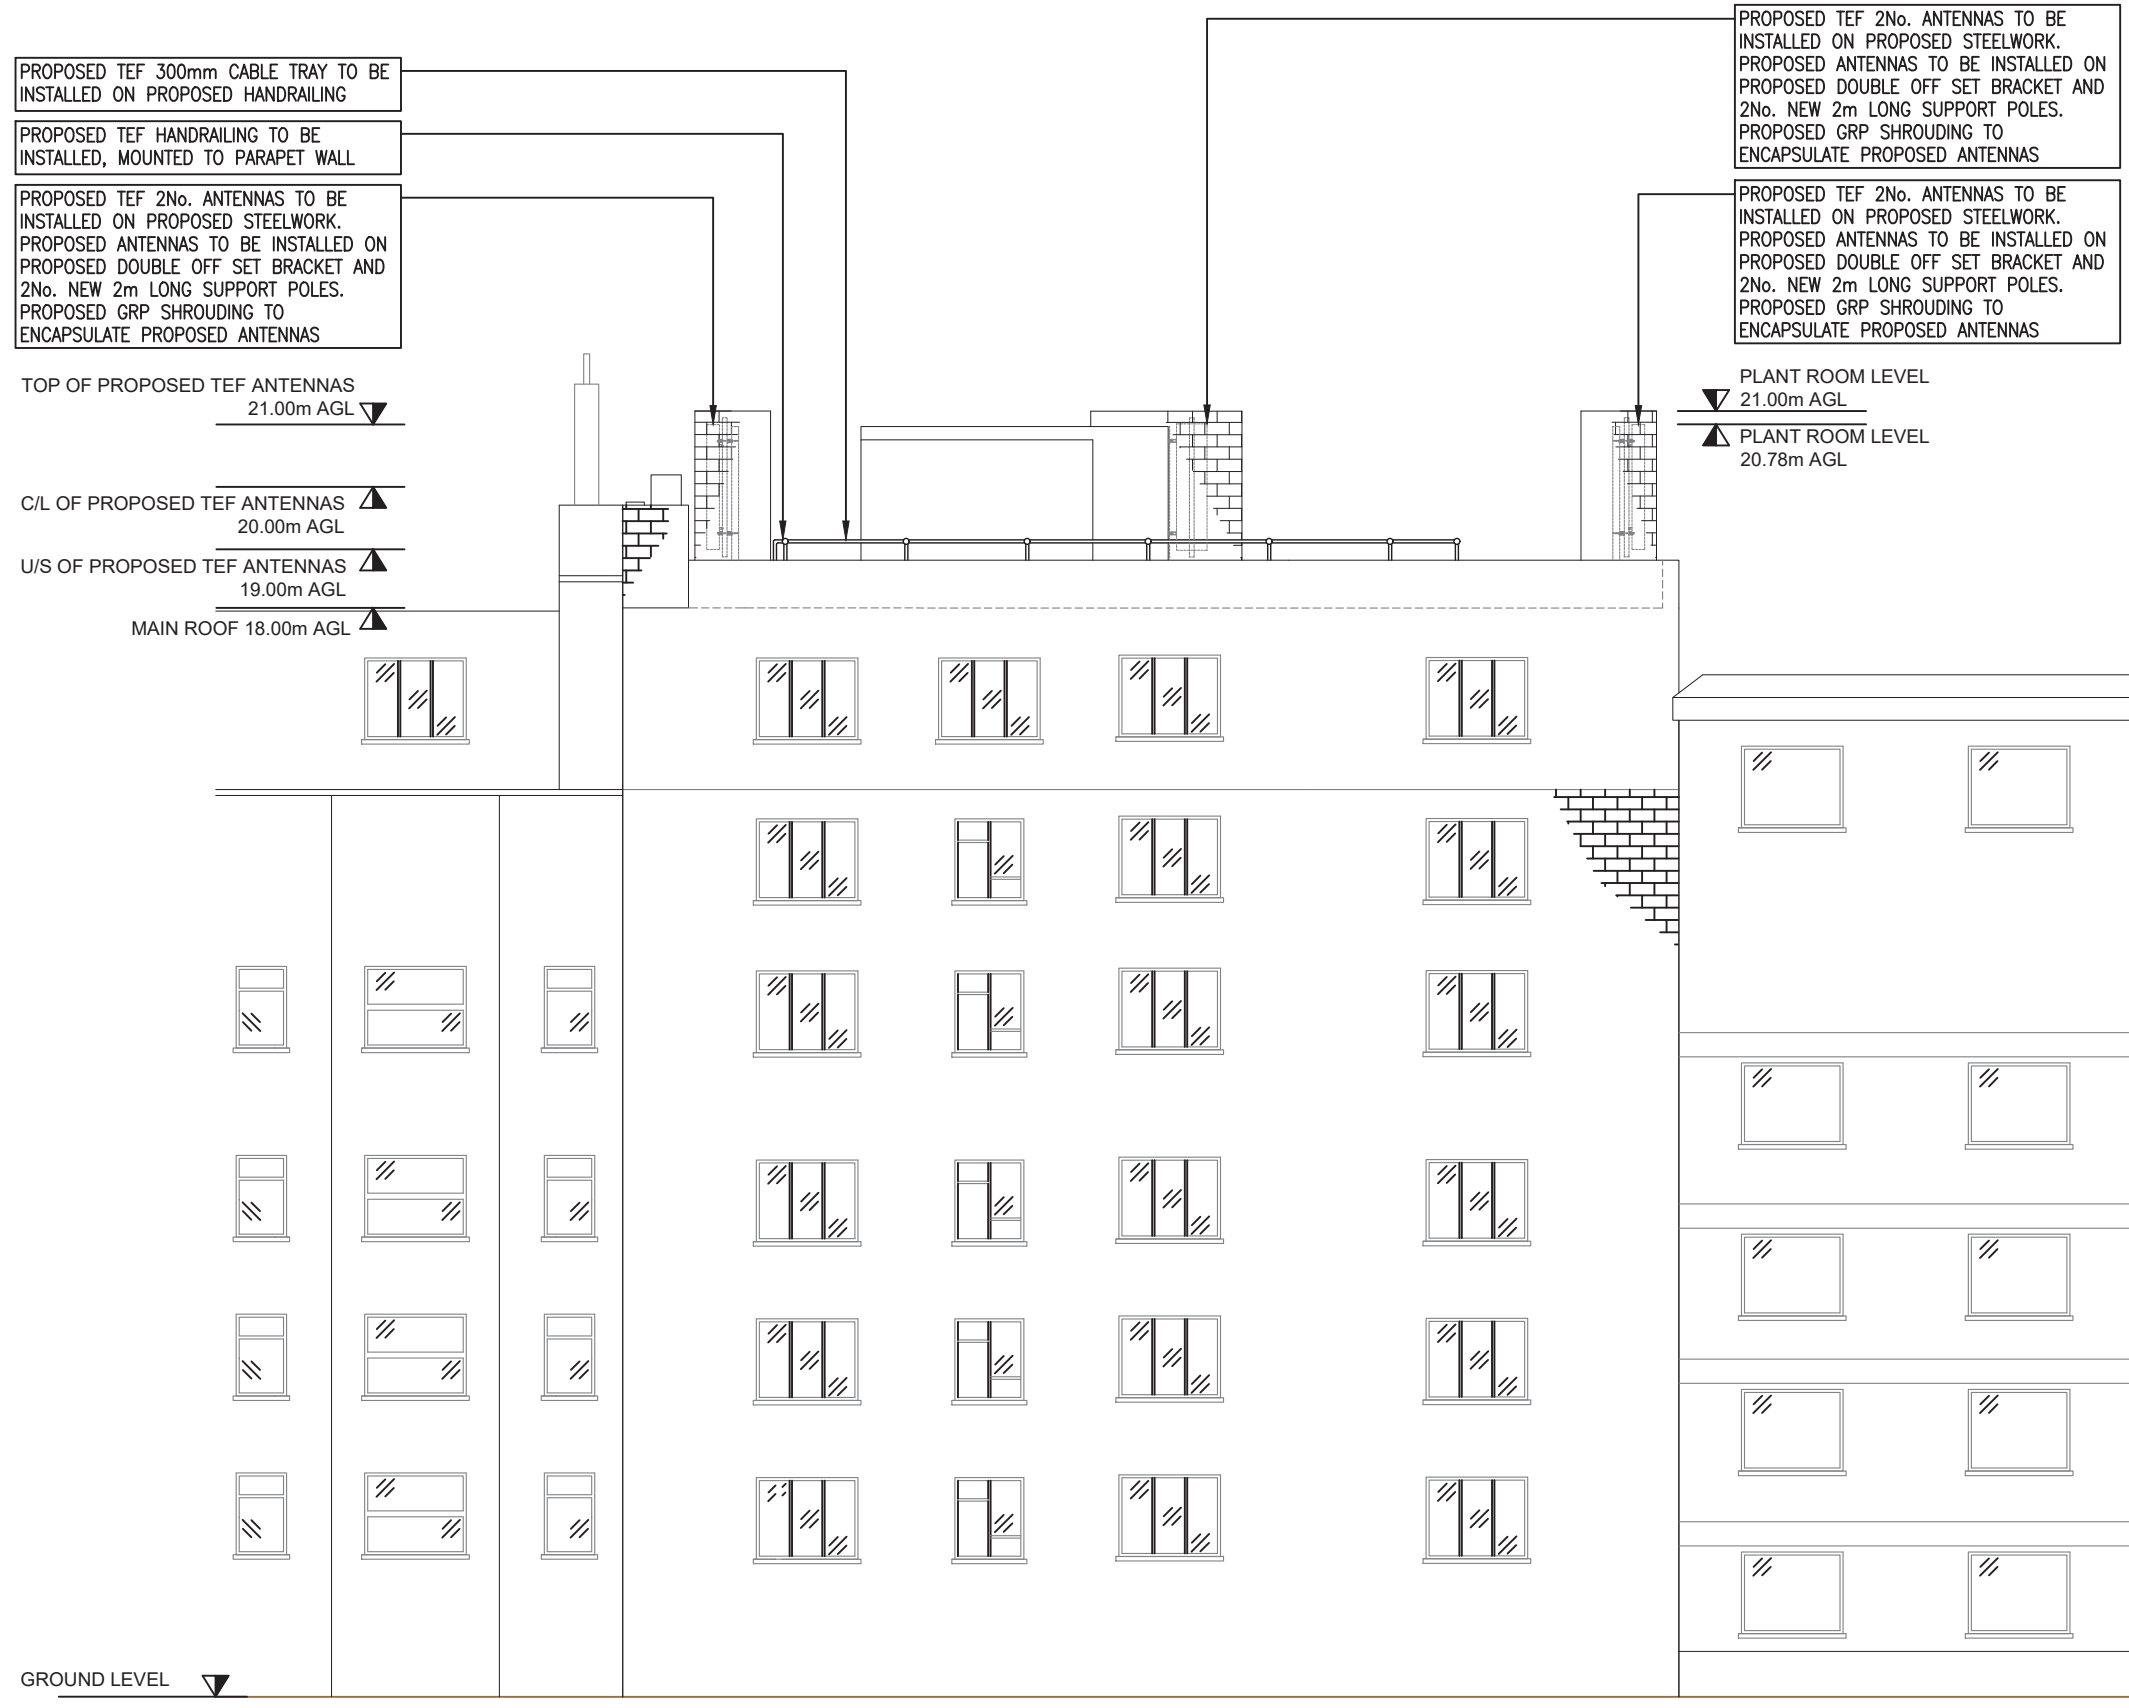 PROPOSED TEF 300mm CABLE TRAY TO BE
INSTALLED ON PROPOSED HANDRAILING
PROPOSED TEF HANDRAILING TO BE
INSTALLED, MOUNTED TO PARAPET WALL
PROPOSED TEF 2No. ANTENNAS TO BE
INSTALLED ON PROPOSED STEELWORK.
PROPOSED ANTENNAS TO BE INSTALLED ON
PROPOSED DOUBLE OFF SET BRACKET AND
2No. NEW 2m LONG SUPPORT POLES.
PROPOSED GRP SHROUDING TO
ENCAPSULATE PROPOSED ANTENNAS
PROPOSED TEF 2No. ANTENNAS TO BE
INSTALLED ON PROPOSED STEELWORK.
PROPOSED ANTENNAS TO BE INSTALLED ON
PROPOSED DOUBLE OFF SET BRACKET AND
2No. NEW 2m LONG SUPPORT POLES.
PROPOSED GRP SHROUDING TO
ENCAPSULATE PROPOSED ANTENNAS
PROPOSED TEF 2No. ANTENNAS TO BE
INSTALLED ON PROPOSED STEELWORK.
PROPOSED ANTENNAS TO BE INSTALLED ON
PROPOSED DOUBLE OFF SET BRACKET AND
2No. NEW 2m LONG SUPPORT POLES.
PROPOSED GRP SHROUDING TO
ENCAPSULATE PROPOSED ANTENNAS
TOP OF PROPOSED TEF ANTENNAS
21.00m AGL
C/L OF PROPOSED TEF ANTENNAS
20.00m AGL
U/S OF PROPOSED TEF ANTENNAS
19.00m AGL
MAIN ROOF 18.00m AGL
PLANT ROOM LEVEL
21.00m AGL
PLANT ROOM LEVEL
20.78m AGL
GROUND LEVEL